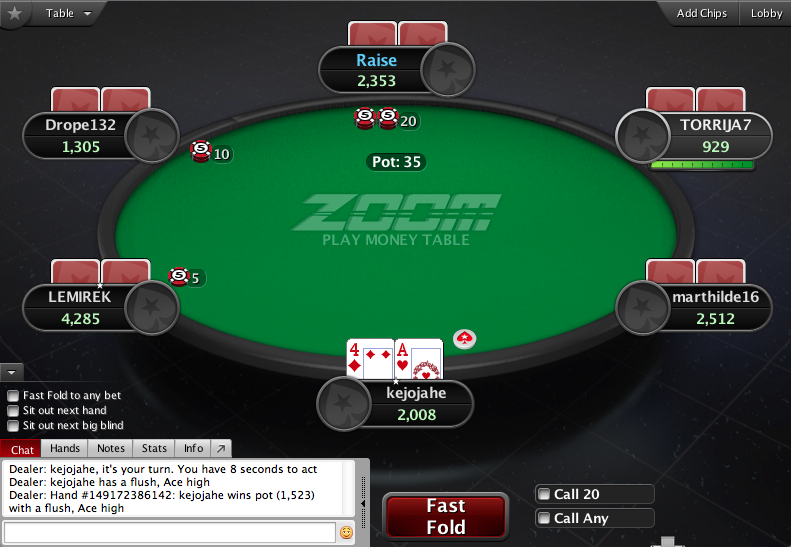 Table
Add Chips
Lobby
Raise
2,353
Drope132
1,305
TORRIJA7
929
20
10
Pot: 35
ZOOM
PLAY MONEY TABLE
LEMIREK
4,285
5
marthilde16
2,512
4
A
kejojahe
2,008
Fast Fold to any bet
Sit out next hand
Sit out next big blind
Chat
Hands
Notes
Stats
Info
Dealer: kejojahe, it's your turn. You have 8 seconds to act
Dealer: kejojahe has a flush, Ace high
Dealer: Hand #149172386142: kejojahe wins pot (1,523)
with a flush, Ace high
Fast
Fold
Call 20
Call Any